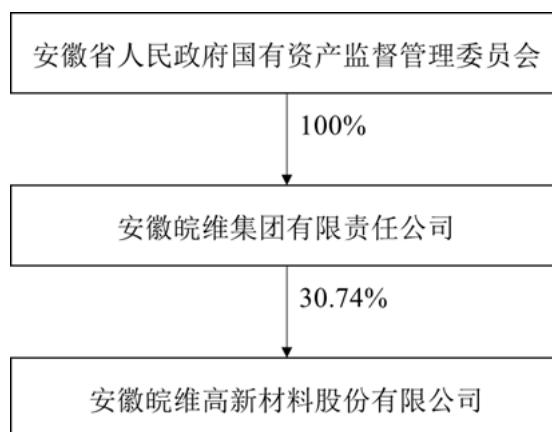 安徽省人民政府国有资产监督管理委员会
100%
安徽皖维集团有限责任公司
30.74%
安徽皖维高新材料股份有限公司